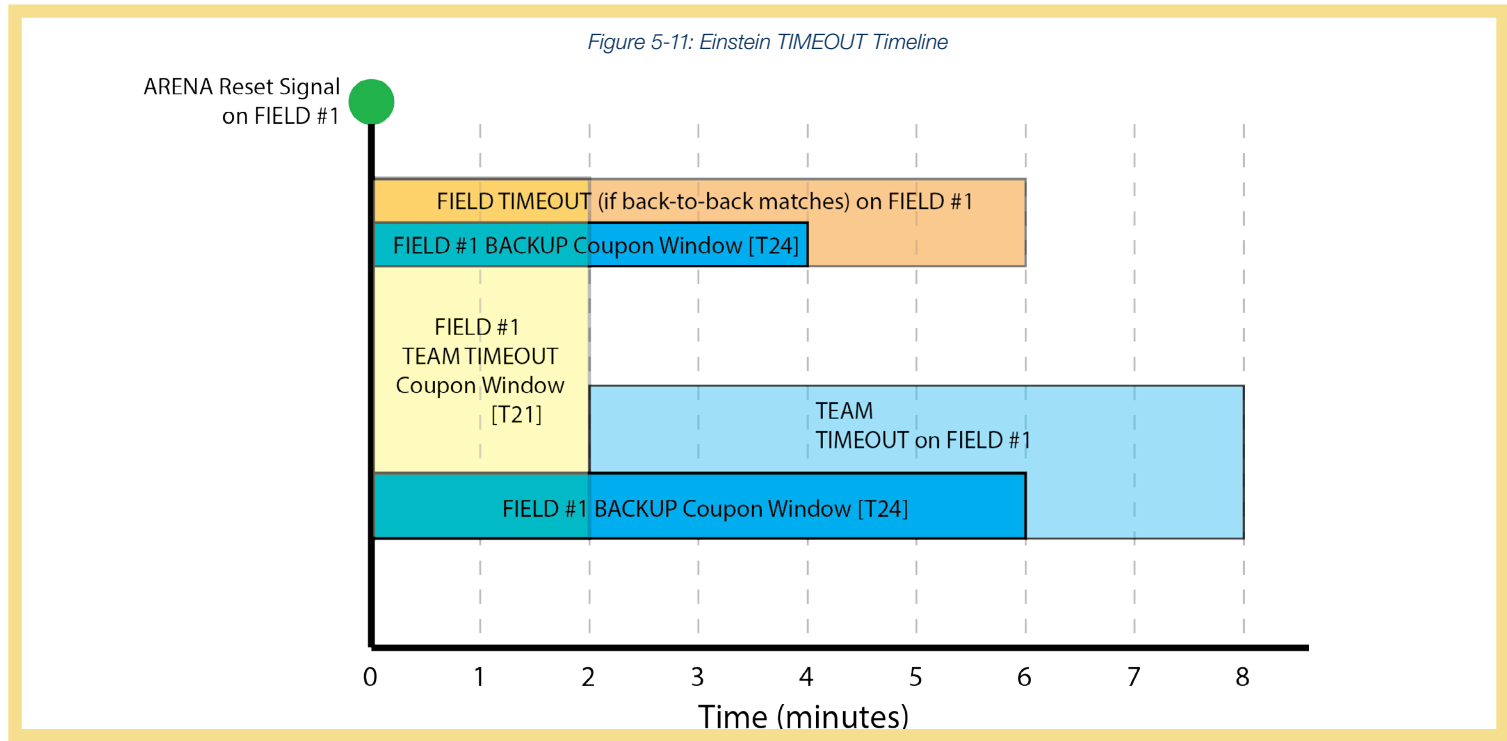 Figure 5-11: Einstein TIMEOUT Timeline
ARENA Reset Signal
on FIELD #1
FIELD TIMEOUT (if back-to-back matches) on FIELD #1
FIELD #1 BACKUP Coupon Window [T24]
FIELD #1
TEAM TIMEOUT
Coupon Window
[T21]
TEAM
TIMEOUT on FIELD #1
FIELD #1 BACKUP Coupon Window [T24]
0 1 2 3 4 5 6 7 8
Time (minutes)